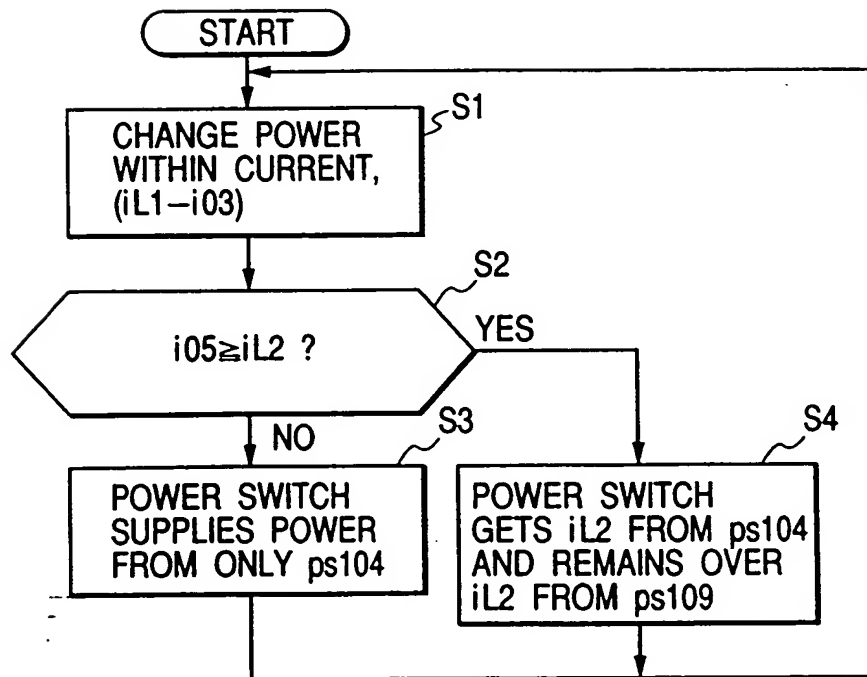 START
S1
CHANGE POWER
WITHIN CURRENT,
(iL1-i03)
S2
i05≧iL2 ?
YES
NO
S3
POWER SWITCH
SUPPLIES POWER
FROM ONLY ps104
S4
POWER SWITCH
GETS iL2 FROM ps104
AND REMAINS OVER
iL2 FROM ps109